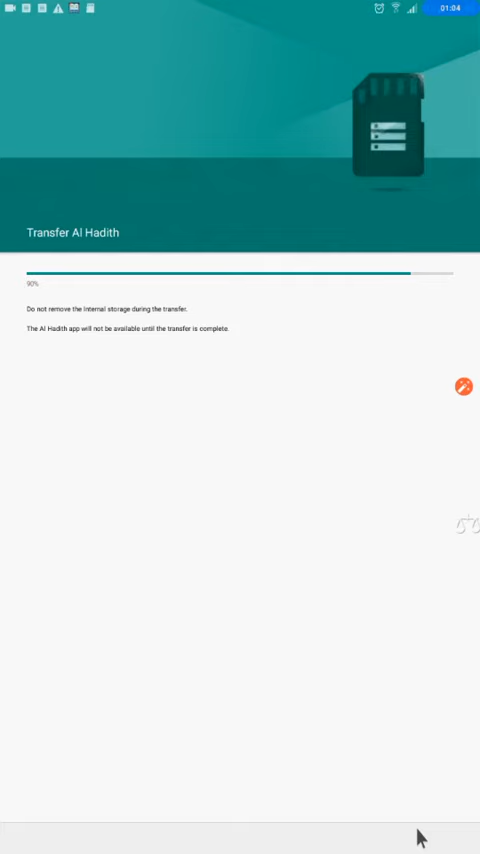 01:04
Transfer Al Hadith
90%
Do not remove the Internal storage during the transfer.
The Al Hadith app will not be available until the transfer is complete.